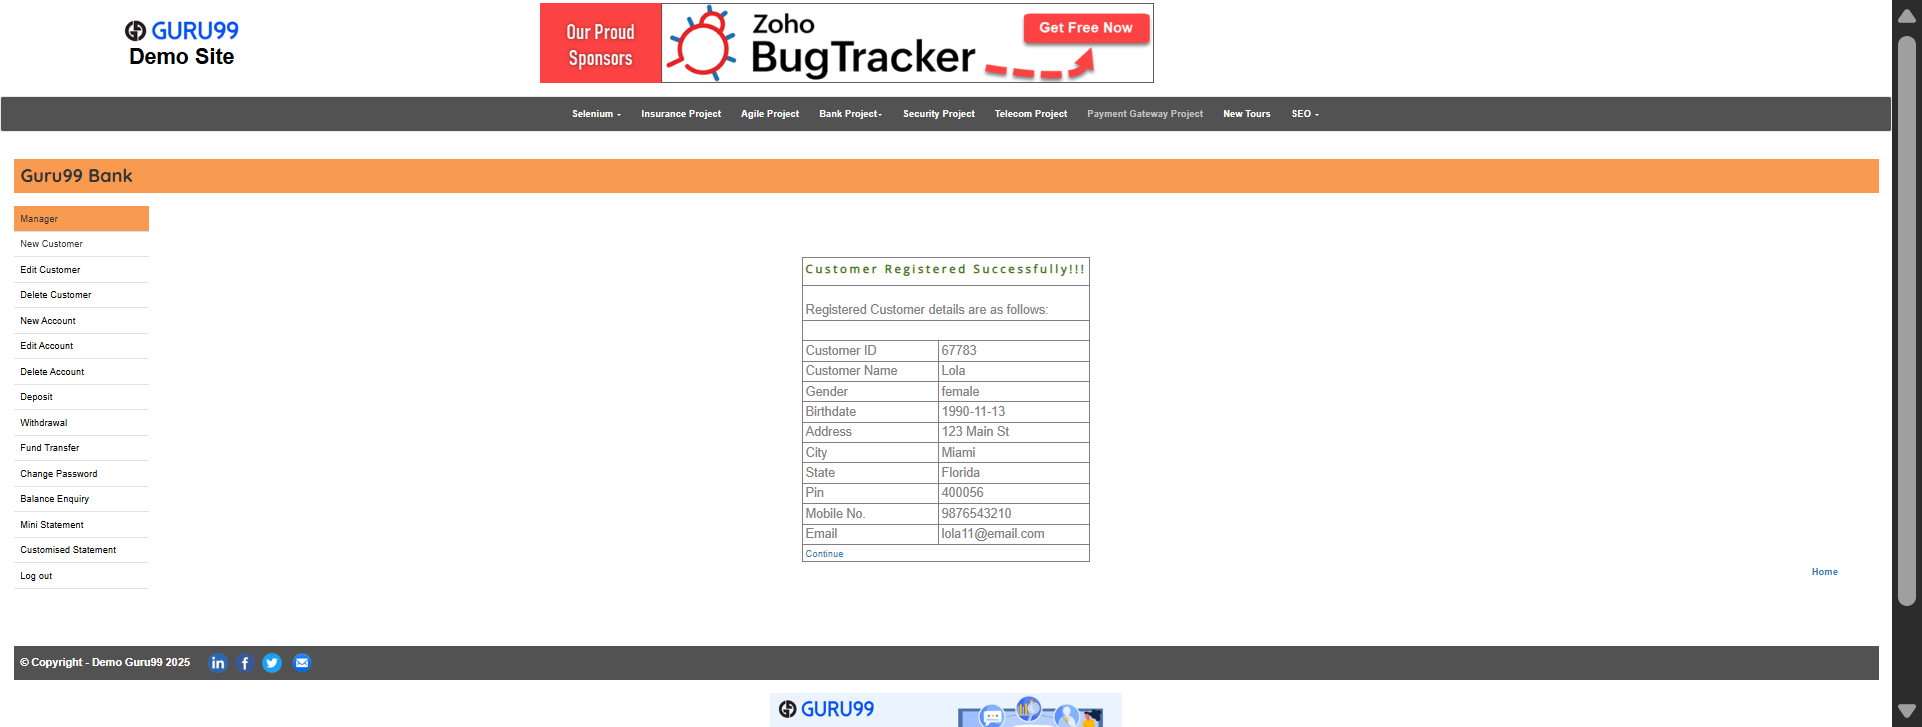 GURU99
Demo Site
Our Proud
Sponsors
Zoho
BugTracker
Get Free Now
Selenium Insurance Project Agile Project Bank Project Security Project Telecom Project Payment Gateway Project New Tours SEO
Guru99 Bank
Manager
New Customer
Edit Customer
Delete Customer
New Account
Edit Account
Delete Account
Deposit
Withdrawal
Fund Transfer
Change Password
Balance Enquiry
Mini Statement
Customised Statement
Log out
Customer Registered Successfully!!!
Registered Customer details are as follows:
Customer ID 67783
Customer Name Lola
Gender female
Birthdate 1990-11-13
Address 123 Main St
City Miami
State Florida
Pin 400056
Mobile No. 9876543210
Email lola11@email.com
Continue
Home
© Copyright - Demo Guru99 2025
GURU99